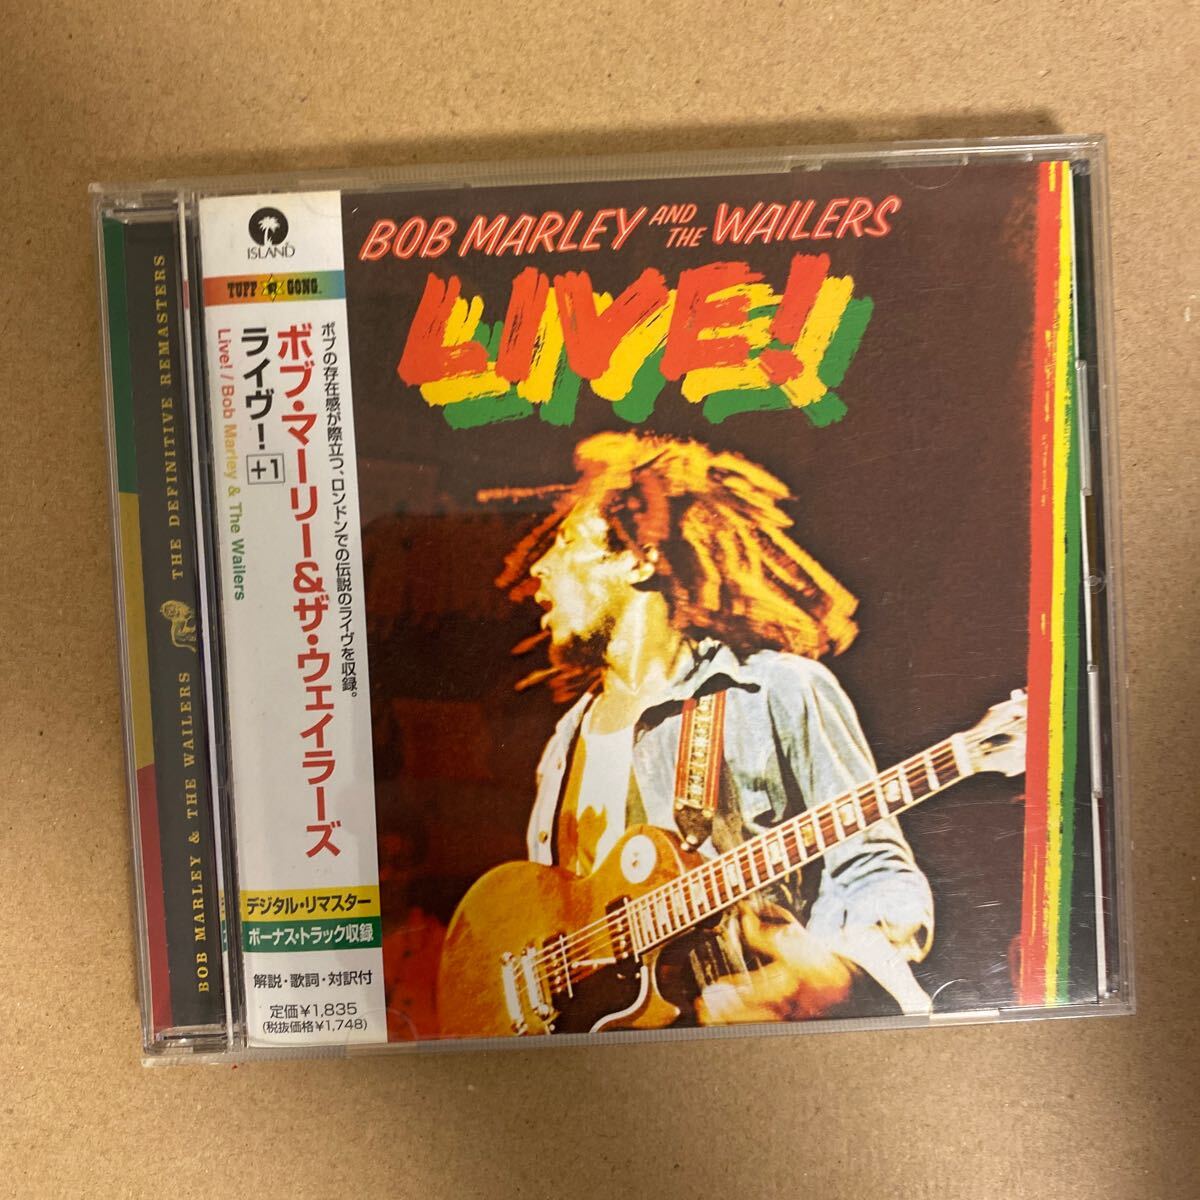 BOB MARLEY & THE WAILERS THE DEFINITIVE REMASTERS
ISLAND
TUFF GONG
ボブの存在感が際立つ、ロンドンでの伝説のライヴを収録。
ボブ・マーリー&ザ・ウェイラーズ
ライヴ! +1
Live! / Bob Marley & The Wailers
デジタル・リマスター
ボーナス・トラック収録
解説・歌詞・対訳付
定価¥1,835
(税抜価格¥1,748)
BOB MARLEY AND THE WAILERS
LIVE!